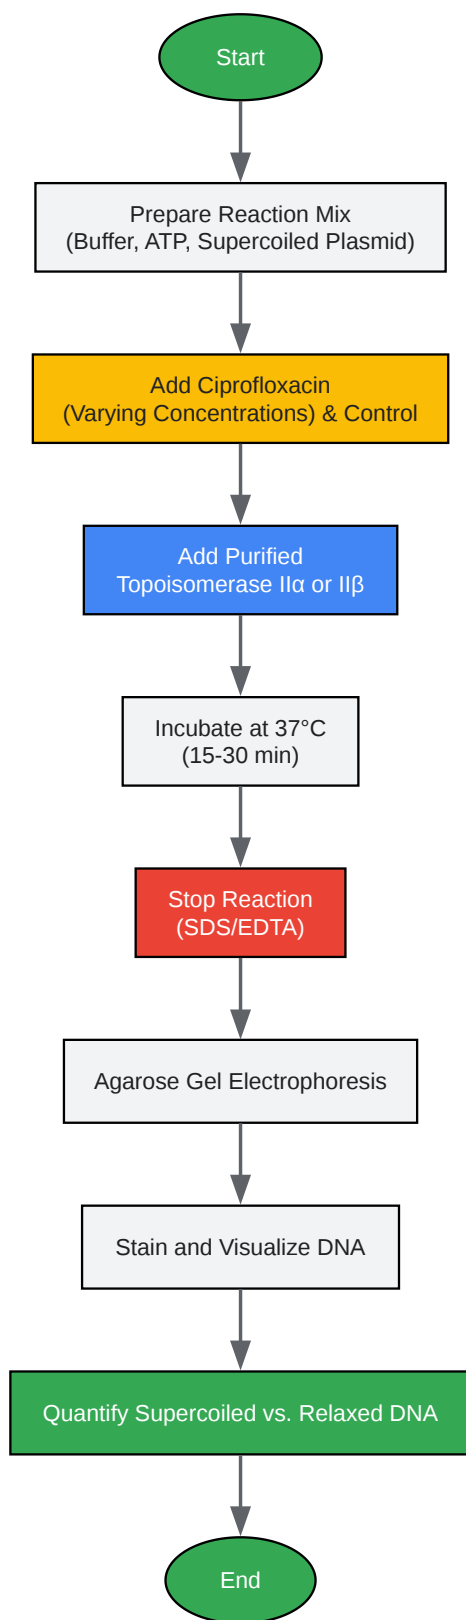 Start
Prepare Reaction Mix
(Buffer, ATP, Supercoiled Plasmid)
Add Ciprofloxacin
(Varying Concentrations) & Control
Add Purified
Topoisomerase IIα or IIβ
Incubate at 37°C
(15-30 min)
Stop Reaction
(SDS/EDTA)
Agarose Gel Electrophoresis
Stain and Visualize DNA
Quantify Supercoiled vs. Relaxed DNA
End